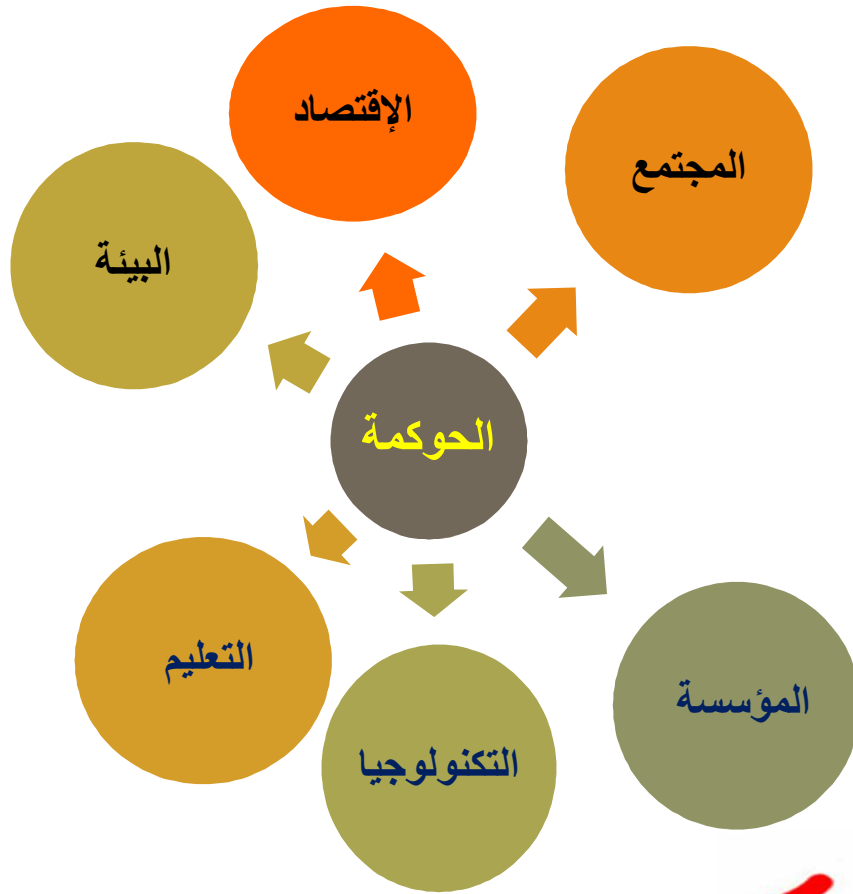 الإقتصاد
المجتمع
البيئة
الحوكمة
التعليم
المؤسسة
التكنولوجيا